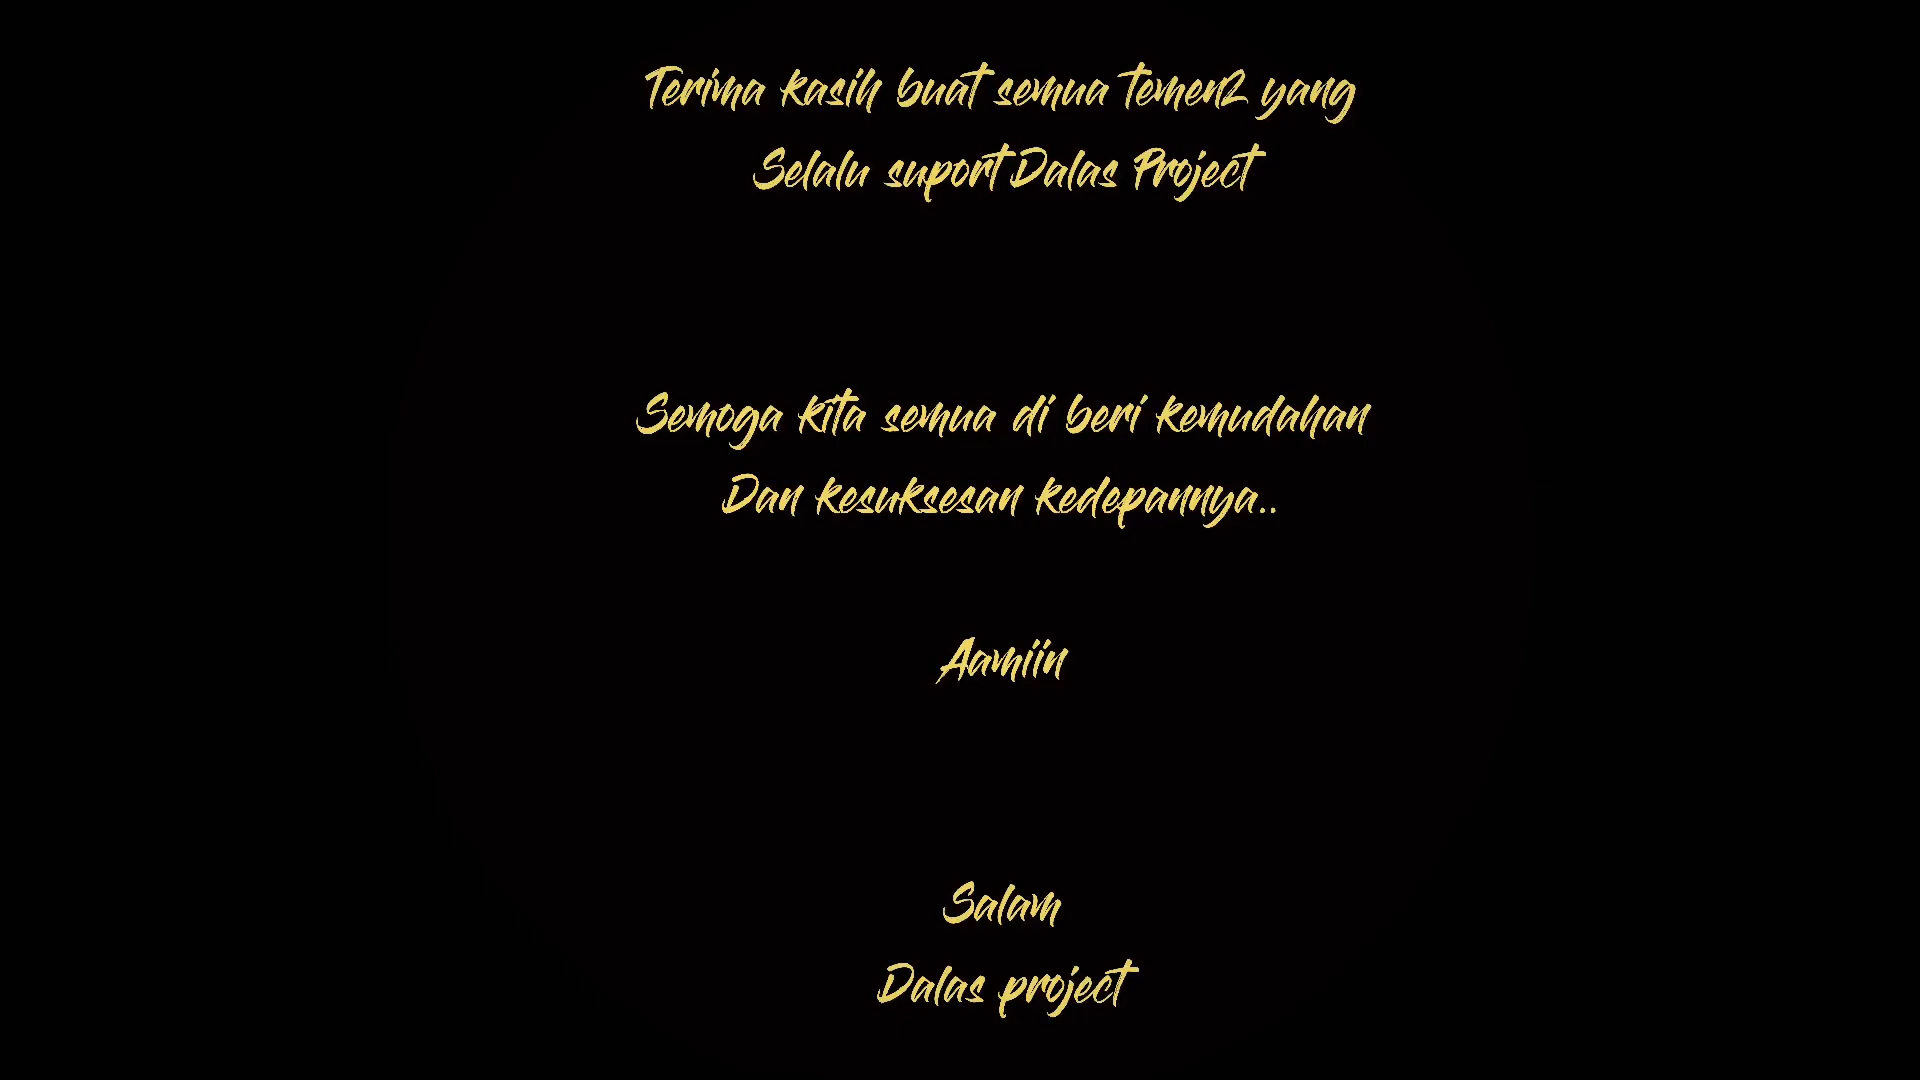 Terima kasih buat semua temen2 yang
Selalu suport Dalas Project
Semoga kita semua di beri kemudahan
Dan kesuksesan kedepannya..
Aamiin
Salam
Dalas project